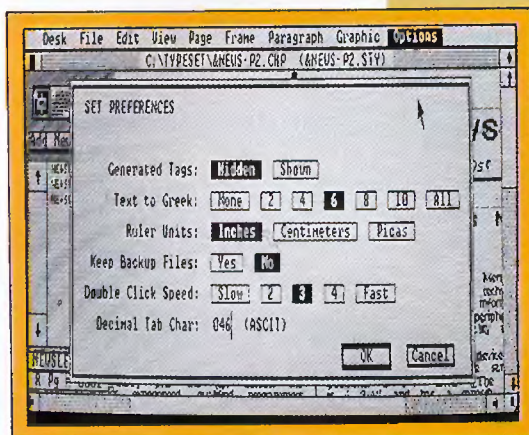 Desk File Edit View Page Frame Paragraph Graphic Options
C:\TYPESET\&NEWS-P2.CHP (&NEWS-P2.STY)
SET PREFERENCES
Generated Tags: Hidden Shown
Text to Greek: None 2 4 6 8 10 All
Ruler Units: Inches Centimeters Picas
Keep Backup Files: Yes No
Double Click Speed: Slow 2 3 4 Fast
Decimal Tab Char: 046 (ASCII)
OK Cancel